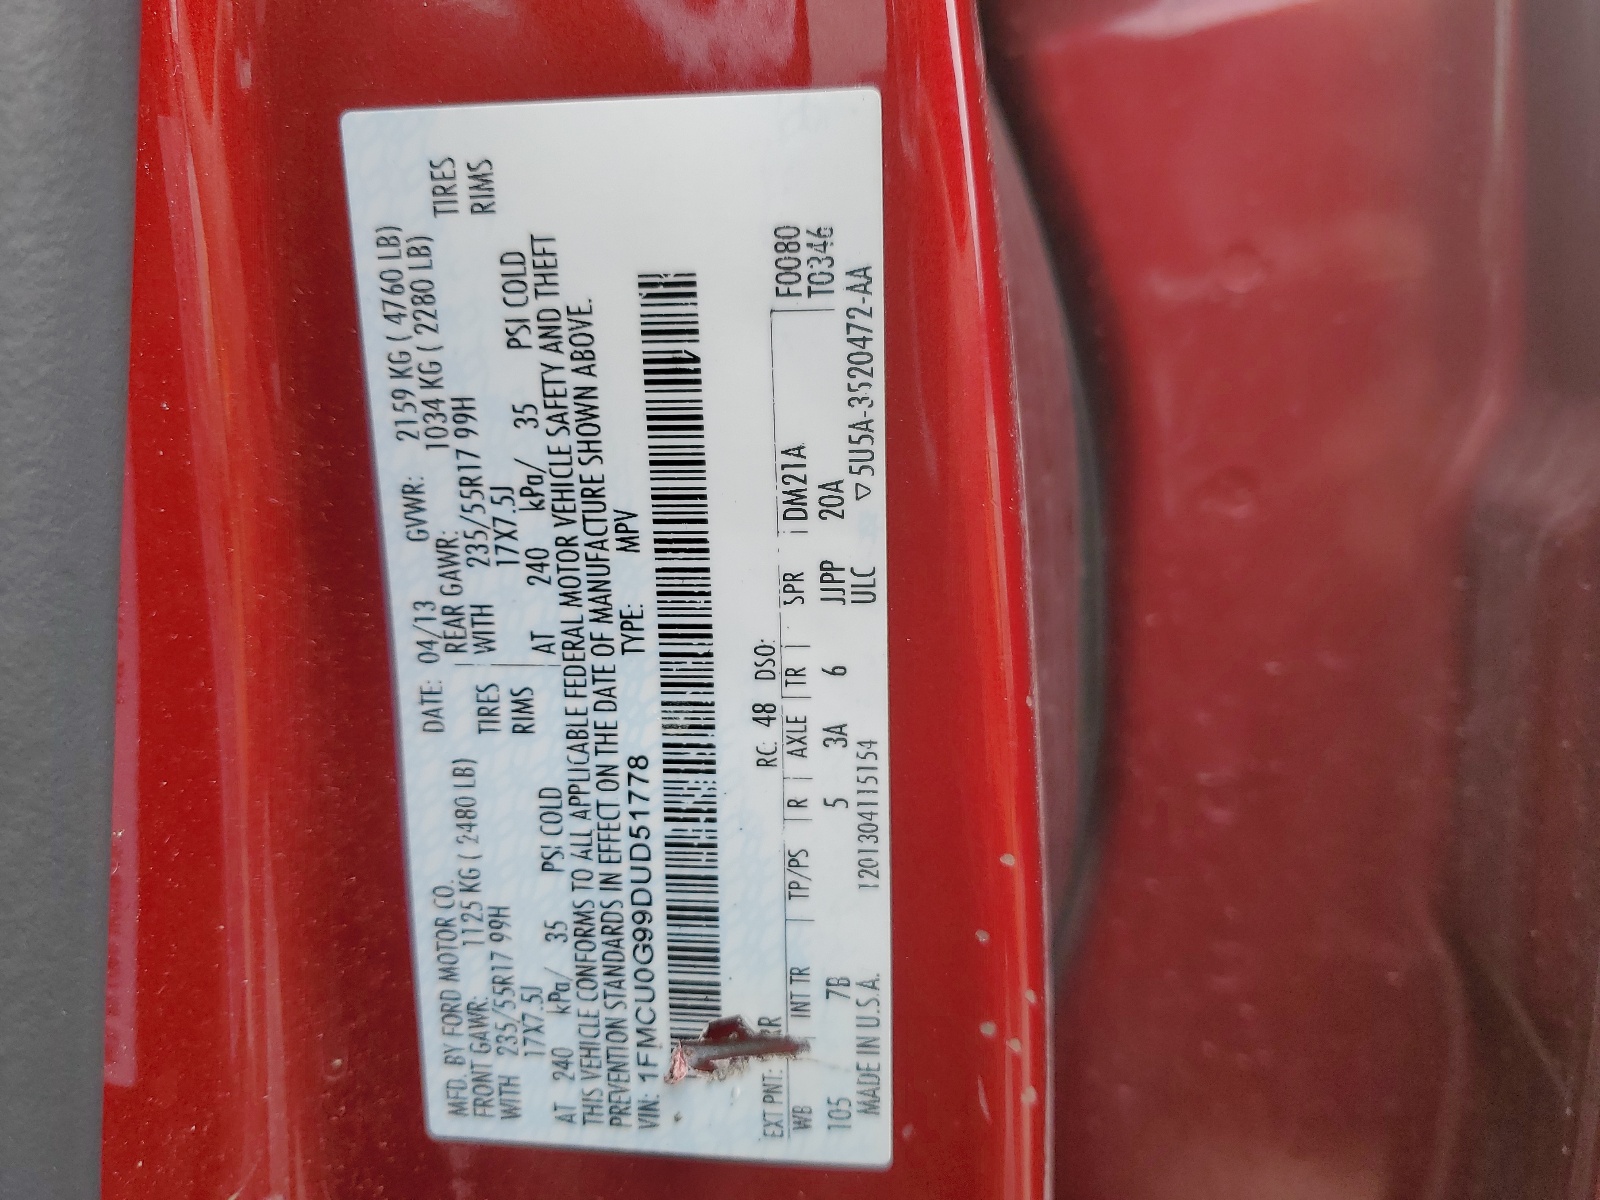 MFD. BY FORD MOTOR CO. DATE: 04/13 GVWR: 2159 KG ( 4760 LB)
FRONT GAWR: 1125 KG ( 2480 LB) REAR GAWR: 1034 KG ( 2280 LB)
WITH 235/55R17 99H TIRES WITH 235/55R17 99H TIRES
17X7.5J RIMS 17X7.5J RIMS
AT 240 kPa/ 35 PSI COLD AT 240 kPa/ 35 PSI COLD
THIS VEHICLE CONFORMS TO ALL APPLICABLE FEDERAL MOTOR VEHICLE SAFETY AND THEFT
PREVENTION STANDARDS IN EFFECT ON THE DATE OF MANUFACTURE SHOWN ABOVE.
VIN: 1FMCU0G99DUD51778 TYPE: MPV
EXT PNT: RR RC: 48 DSO:
WB INT TR TP/PS R AXLE TR SPR DM21A F0080
105 7B 5 3A 6 JJPP 20A T0346
MADE IN U.S.A. 1201304115154 ULC ▽5U5A-3520472-AA